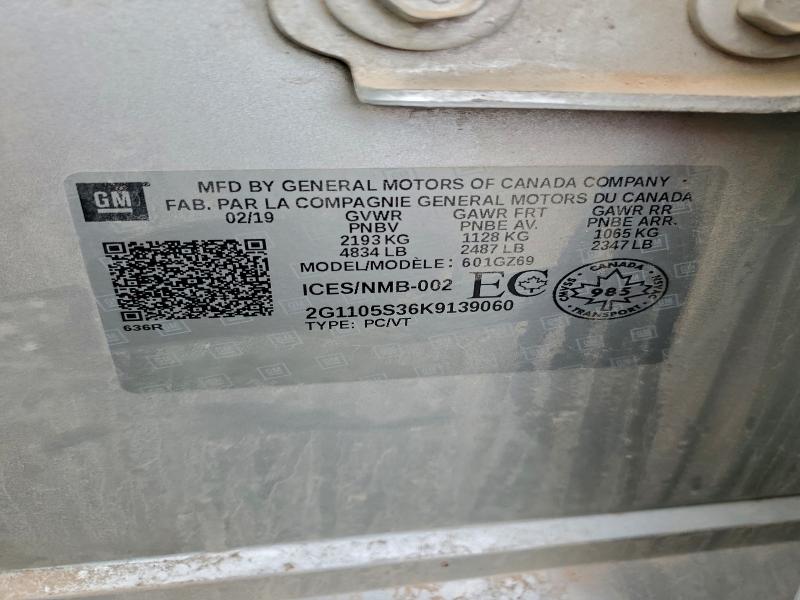 GM
MFD BY GENERAL MOTORS OF CANADA COMPANY
FAB. PAR LA COMPAGNIE GENERAL MOTORS DU CANADA
02/19 GVWR GAWR FRT GAWR RR
PNBV PNBE AV. PNBE ARR.
2193 KG 1128 KG 1065 KG
4834 LB 2487 LB 2347 LB
MODEL/MODÈLE: 601GZ69
ICES/NMB-002 EC
CANADA
985
TRANSPORT
2G1105S36K9139060
TYPE: PC/VT
636R